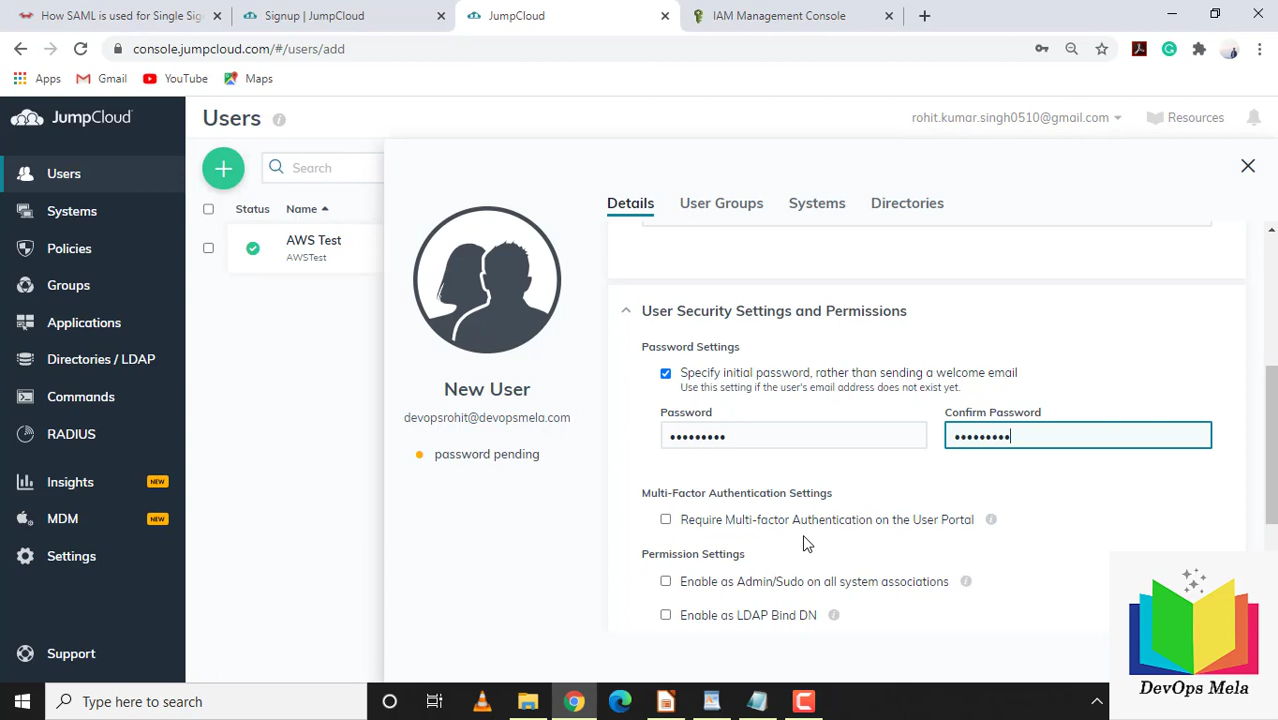 How SAML is used for Single Sig
Signup | JumpCloud
JumpCloud
IAM Management Console
console.jumpcloud.com/#/users/add
Apps
Gmail
YouTube
Maps
JumpCloud
Users
rohit.kumar.singh0510@gmail.com
Resources
Users
Systems
Policies
Groups
Applications
Directories / LDAP
Commands
RADIUS
Insights
NEW
MDM
NEW
Settings
Support
Search
Status
Name
AWS Test
AWSTest
Details
User Groups
Systems
Directories
New User
devopsrohit@devopsmela.com
password pending
User Security Settings and Permissions
Password Settings
Specify initial password, rather than sending a welcome email
Use this setting if the user's email address does not exist yet.
Password
Confirm Password
•••••••••
•••••••••
Multi-Factor Authentication Settings
Require Multi-factor Authentication on the User Portal
Permission Settings
Enable as Admin/Sudo on all system associations
Enable as LDAP Bind DN
DevOps Mela
Type here to search